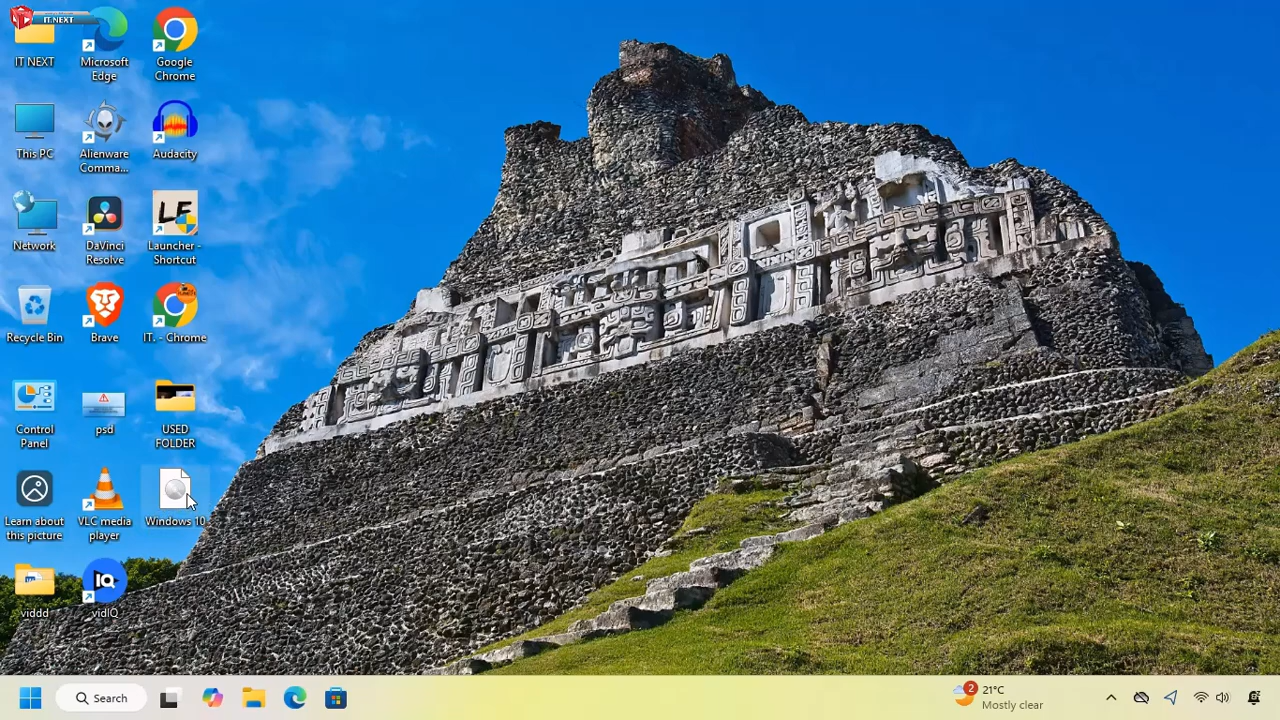 IT.NEXT
IT NEXT
Microsoft
Edge
Google
Chrome
This PC
Alienware
Comma...
Audacity
Network
DaVinci
Resolve
LF
Launcher -
Shortcut
Recycle Bin
Brave
IT. - Chrome
Control
Panel
psd
USED
FOLDER
Learn about
this picture
VLC media
player
Windows 10
viddd
IQ
vidIQ
Search
2
21°C
Mostly clear